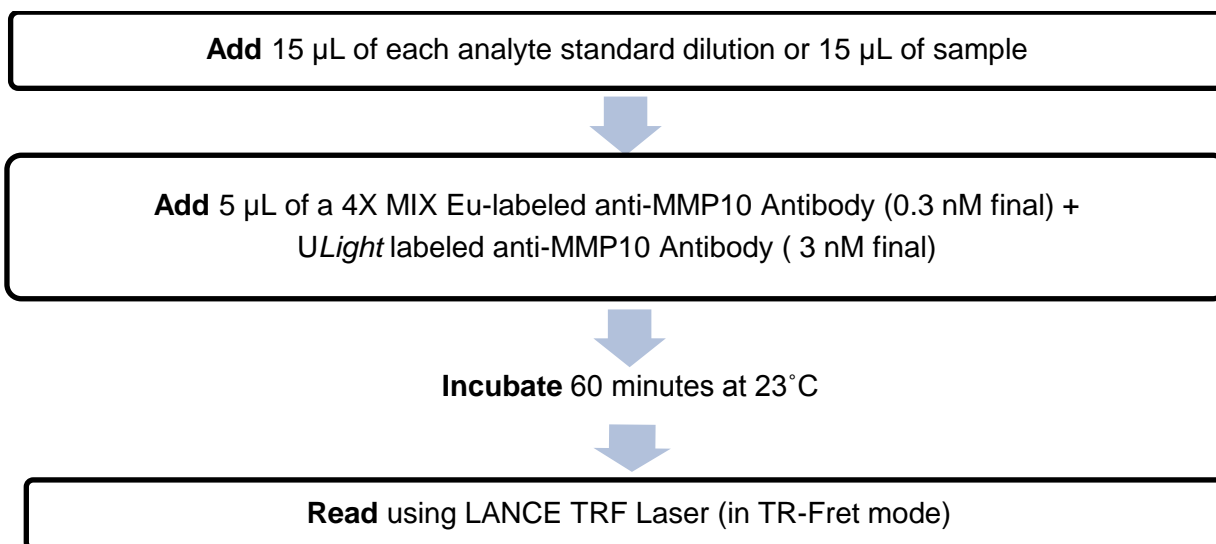 Add 15 µL of each analyte standard dilution or 15 µL of sample
Add 5 µL of a 4X MIX Eu-labeled anti-MMP10 Antibody (0.3 nM final) +
ULight labeled anti-MMP10 Antibody ( 3 nM final)
Incubate 60 minutes at 23˚C
Read using LANCE TRF Laser (in TR-Fret mode)